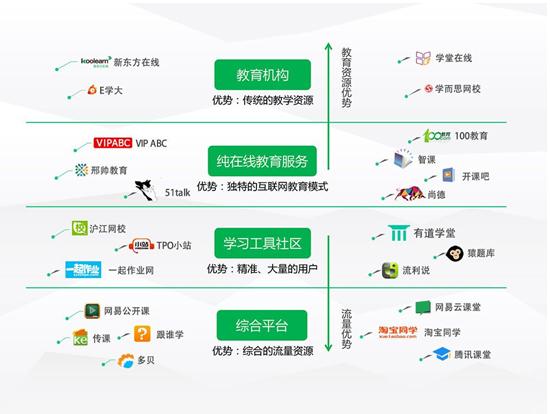 koolearn
新东方在线
E学大
教育机构
优势：传统的教学资源
教育资源优势
学堂在线
学而思网校
VIPABC VIP ABC
邢帅教育
51talk
纯在线教育服务
优势：独特的互联网教育模式
100教育
智课
开课吧
尚德
沪江网校
小站 TPO小站
一起作业 一起作业网
学习工具社区
优势：精准、大量的用户
有道学堂
猿题库
流利说
网易公开课
ke 传课
跟谁学
多贝
综合平台
优势：综合的流量资源
流量优势
网易云课堂
淘宝同学 淘宝同学
xue.taobao.com
腾讯课堂